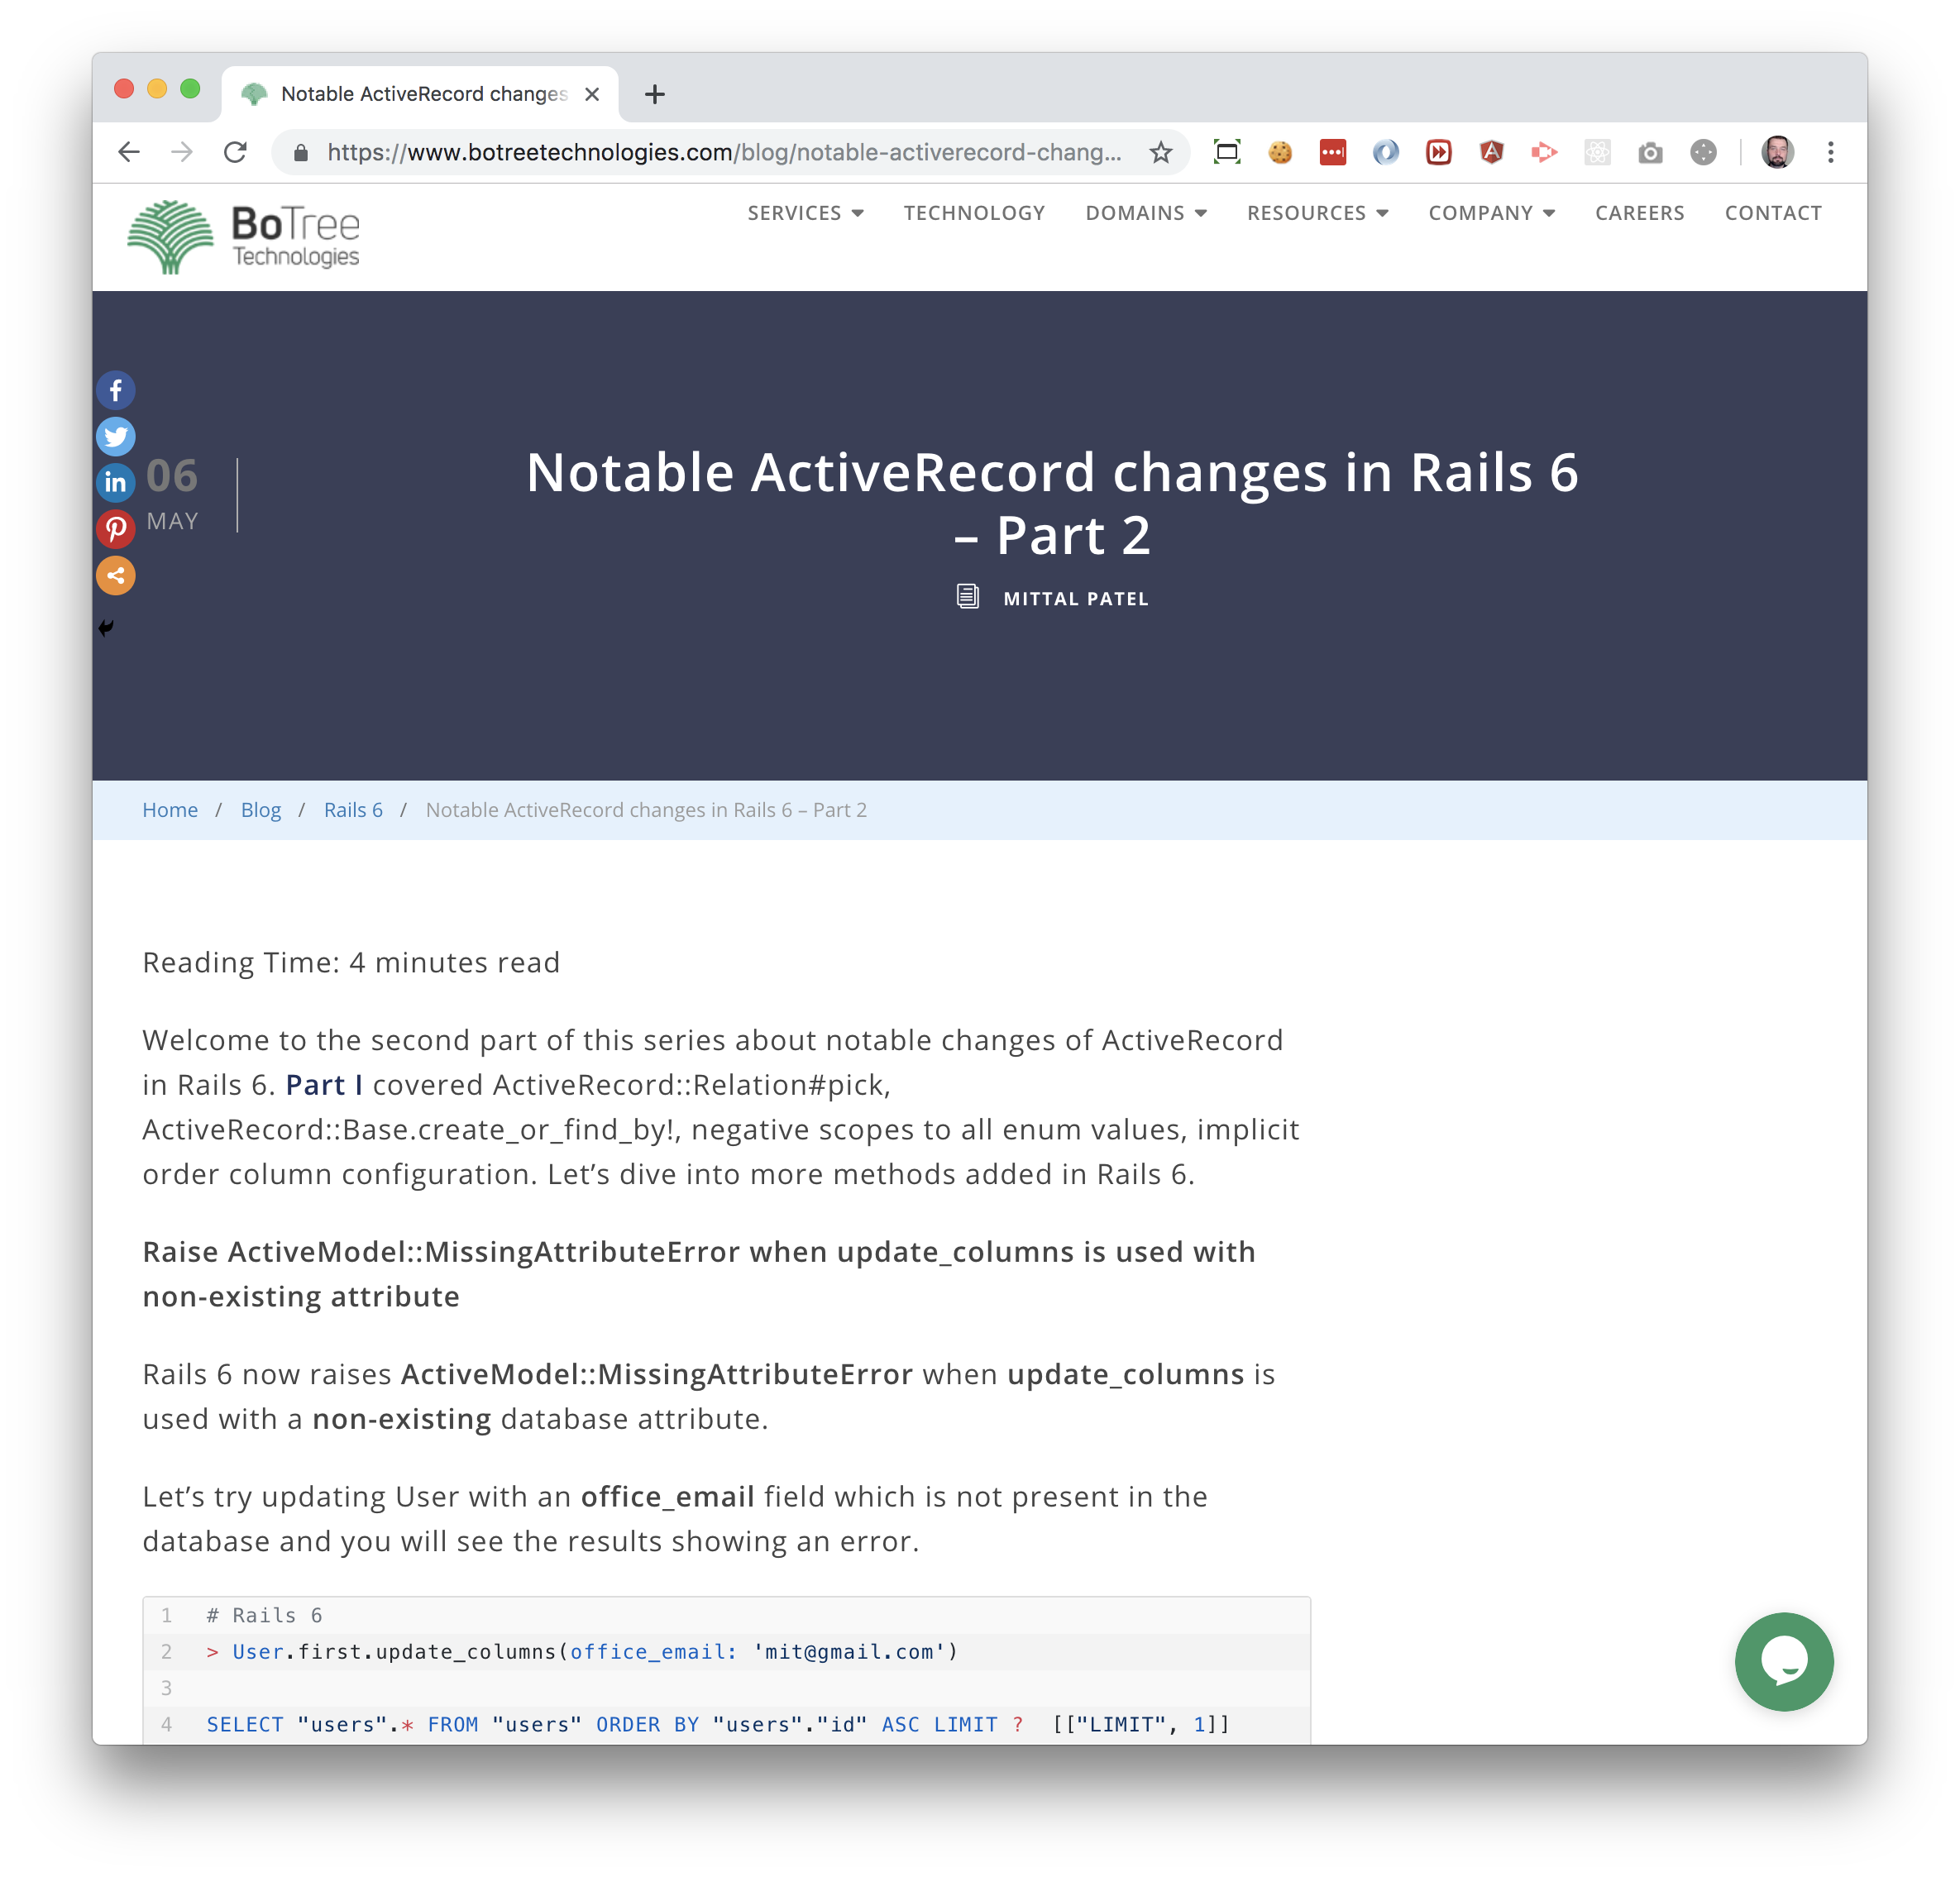 Notable ActiveRecord changes
https://www.botreetechnologies.com/blog/notable-activerecord-chang...
BoTree
Technologies
SERVICES TECHNOLOGY DOMAINS RESOURCES COMPANY CAREERS CONTACT
06
MAY
Notable ActiveRecord changes in Rails 6
– Part 2
MITTAL PATEL
Home / Blog / Rails 6 / Notable ActiveRecord changes in Rails 6 – Part 2
Reading Time: 4 minutes read
Welcome to the second part of this series about notable changes of ActiveRecord
in Rails 6. Part I covered ActiveRecord::Relation#pick,
ActiveRecord::Base.create_or_find_by!, negative scopes to all enum values, implicit
order column configuration. Let’s dive into more methods added in Rails 6.
Raise ActiveModel::MissingAttributeError when update_columns is used with
non-existing attribute
Rails 6 now raises ActiveModel::MissingAttributeError when update_columns is
used with a non-existing database attribute.
Let’s try updating User with an office_email field which is not present in the
database and you will see the results showing an error.
1 # Rails 6
2 > User.first.update_columns(office_email: 'mit@gmail.com')
3
4 SELECT "users".* FROM "users" ORDER BY "users"."id" ASC LIMIT ?  [["LIMIT", 1]]